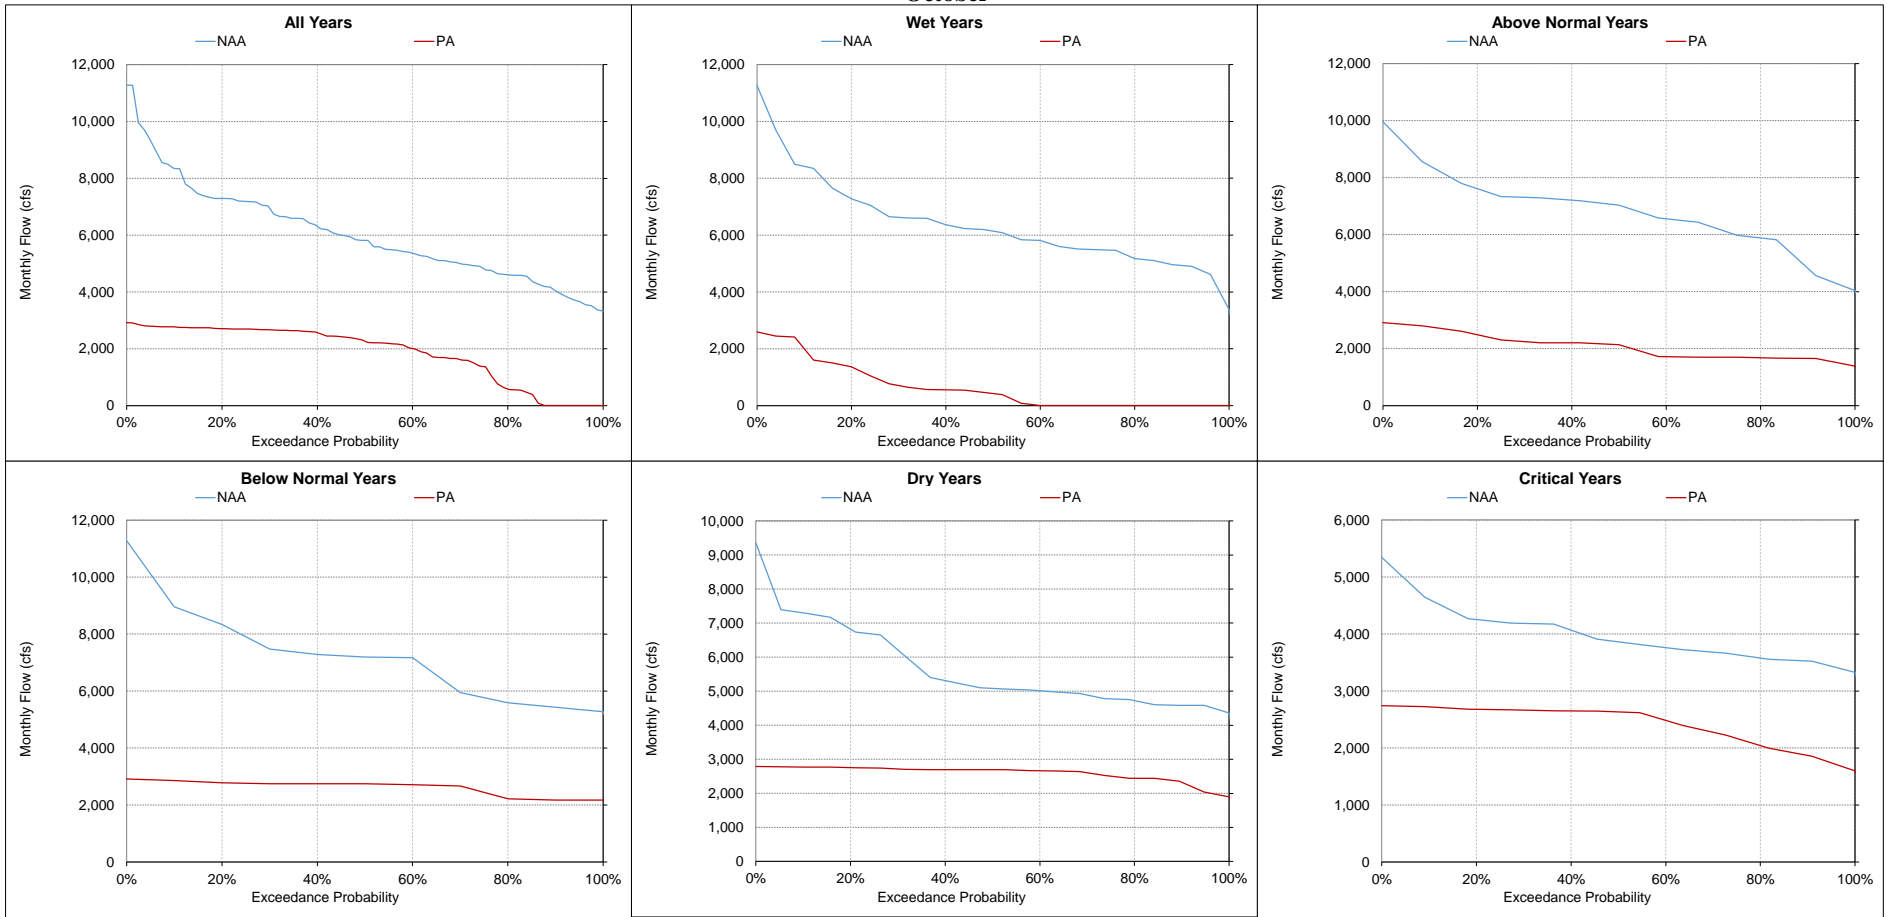 October
All Years
NAA PA
12,000
10,000
8,000
6,000
4,000
2,000
0
0% 20% 40% 60% 80% 100%
Monthly Flow (cfs)
Exceedance Probability
Wet Years
NAA PA
12,000
10,000
8,000
6,000
4,000
2,000
0
0% 20% 40% 60% 80% 100%
Monthly Flow (cfs)
Exceedance Probability
Above Normal Years
NAA PA
12,000
10,000
8,000
6,000
4,000
2,000
0
0% 20% 40% 60% 80% 100%
Monthly Flow (cfs)
Exceedance Probability
Below Normal Years
NAA PA
12,000
10,000
8,000
6,000
4,000
2,000
0
0% 20% 40% 60% 80% 100%
Monthly Flow (cfs)
Exceedance Probability
Dry Years
NAA PA
10,000
9,000
8,000
7,000
6,000
5,000
4,000
3,000
2,000
1,000
0
0% 20% 40% 60% 80% 100%
Monthly Flow (cfs)
Exceedance Probability
Critical Years
NAA PA
6,000
5,000
4,000
3,000
2,000
1,000
0
0% 20% 40% 60% 80% 100%
Monthly Flow (cfs)
Exceedance Probability